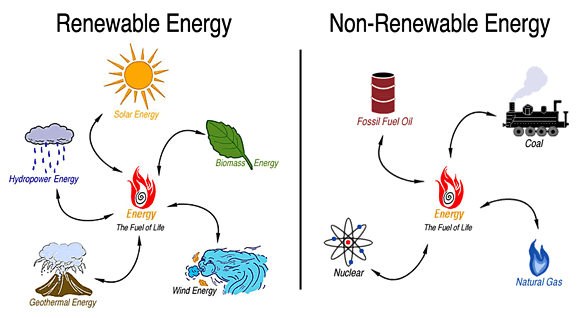 Renewable Energy
Solar Energy
Hydropower Energy
Biomass Energy
Energy
The Fuel of Life
Geothermal Energy
Wind Energy
Non-Renewable Energy
Fossil Fuel Oil
Coal
Energy
The Fuel of Life
Nuclear
Natural Gas